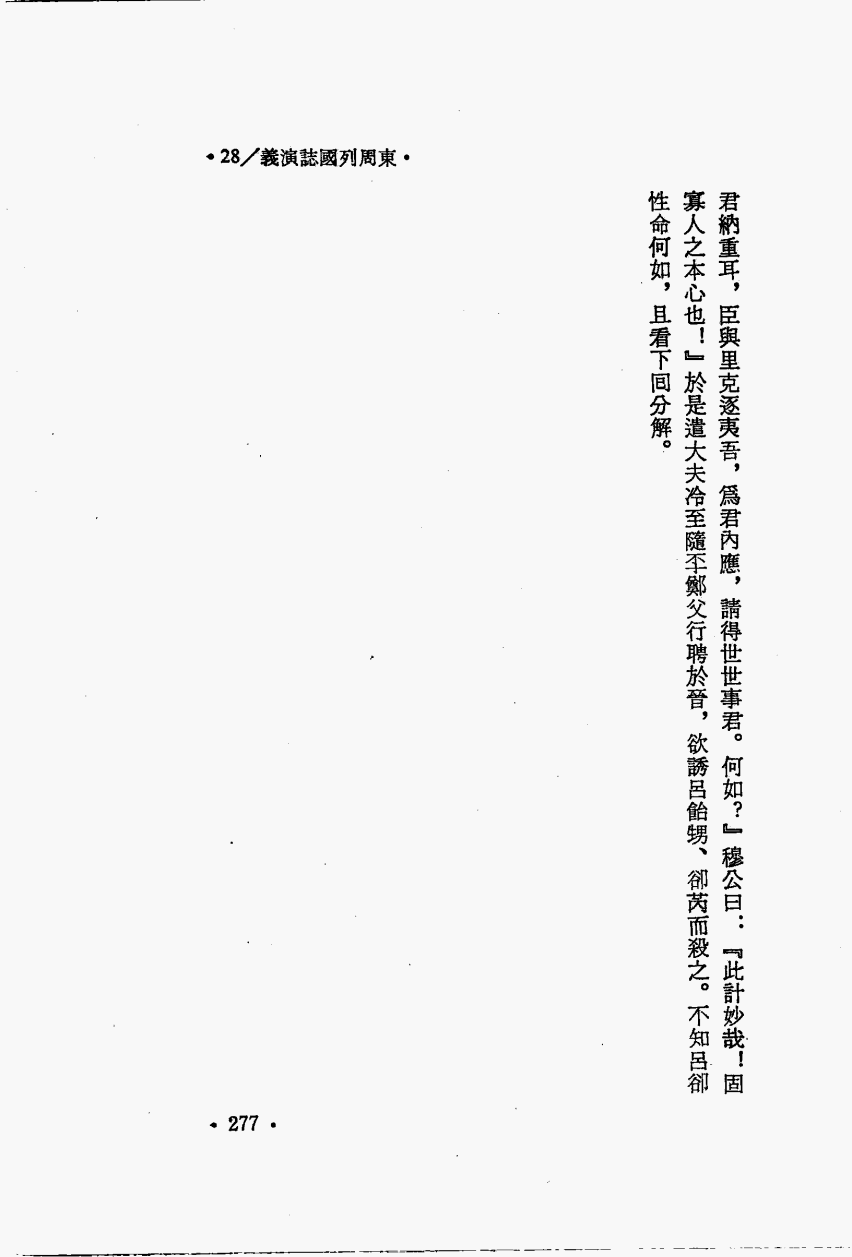 •28／義演誌國列周東•
君納重耳，臣與里克逐夷吾，爲君內應，請得世世事君。何如？』穆公曰：『此計妙哉！固
寡人之本心也！』於是遣大夫冷至隨丕鄭父行聘於晉，欲誘呂飴甥、卻芮而殺之。不知呂卻
性命何如，且看下回分解。
• 277 •